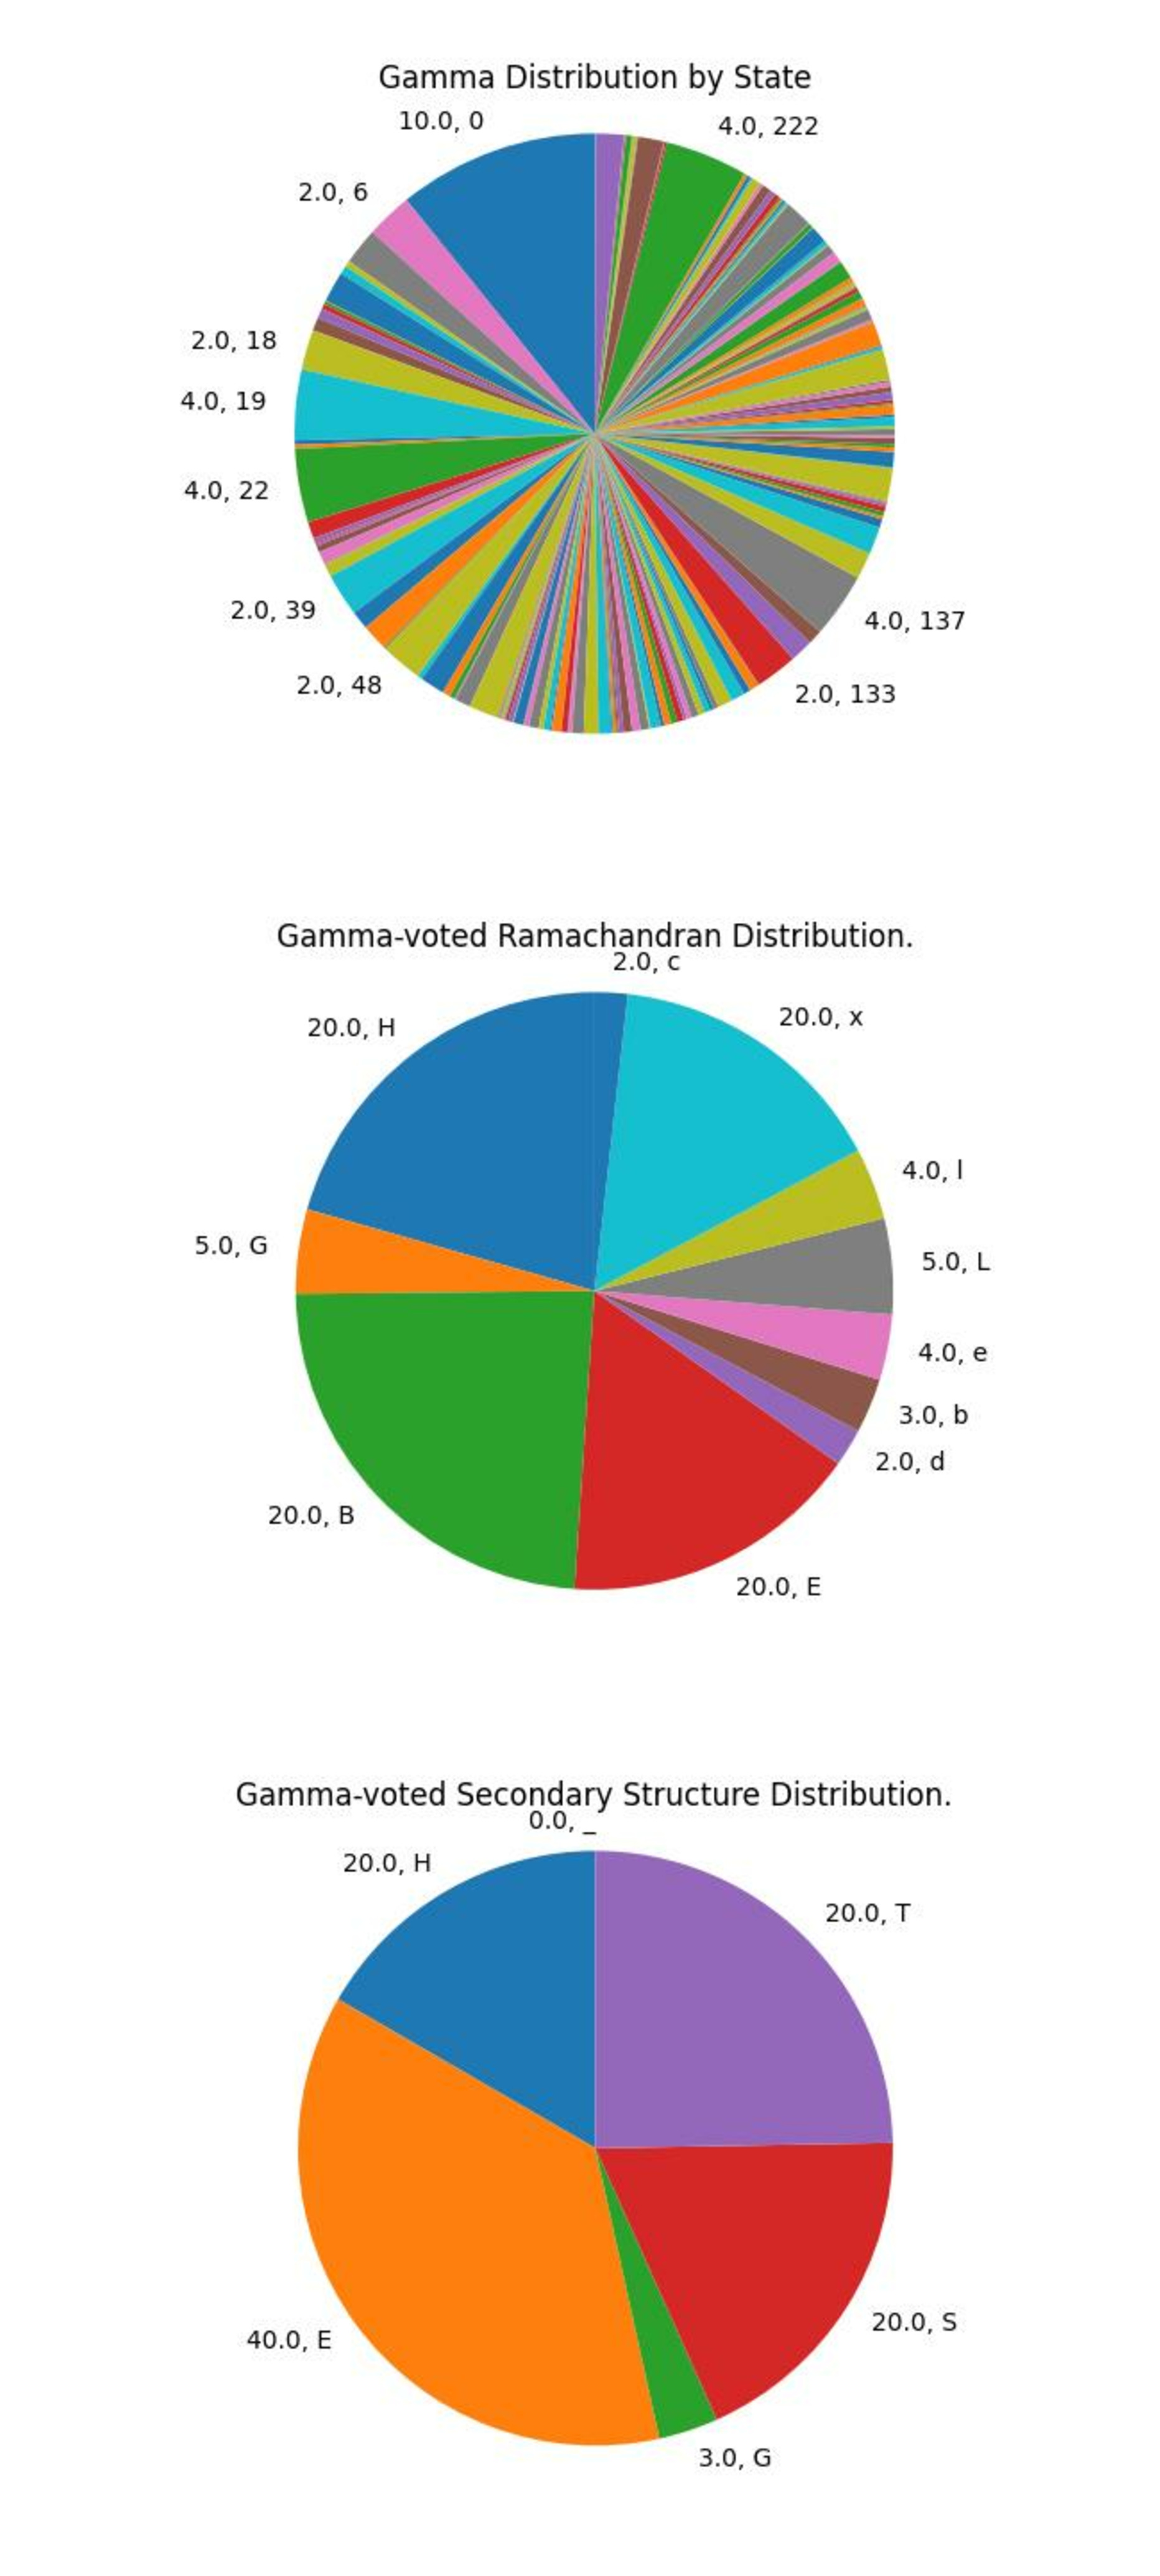 Gamma Distribution by State
10.0, 0
4.0, 222
2.0, 6
2.0, 18
4.0, 19
4.0, 22
2.0, 39
4.0, 137
2.0, 48
2.0, 133
Gamma-voted Ramachandran Distribution.
2.0, c
20.0, x
20.0, H
4.0, l
5.0, G
5.0, L
4.0, e
3.0, b
2.0, d
20.0, B
20.0, E
Gamma-voted Secondary Structure Distribution.
0.0, _
20.0, H
20.0, T
20.0, S
40.0, E
3.0, G